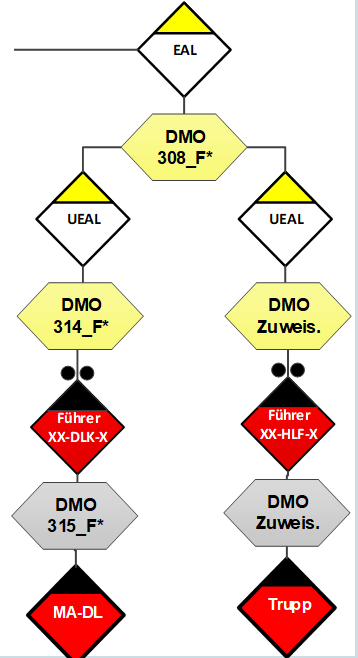 EAL
DMO
308_F*
UEAL
UEAL
DMO
314_F*
DMO
Zuweis.
Führer
XX-DLK-X
Führer
XX-HLF-X
DMO
315_F*
DMO
Zuweis.
MA-DL
Trupp